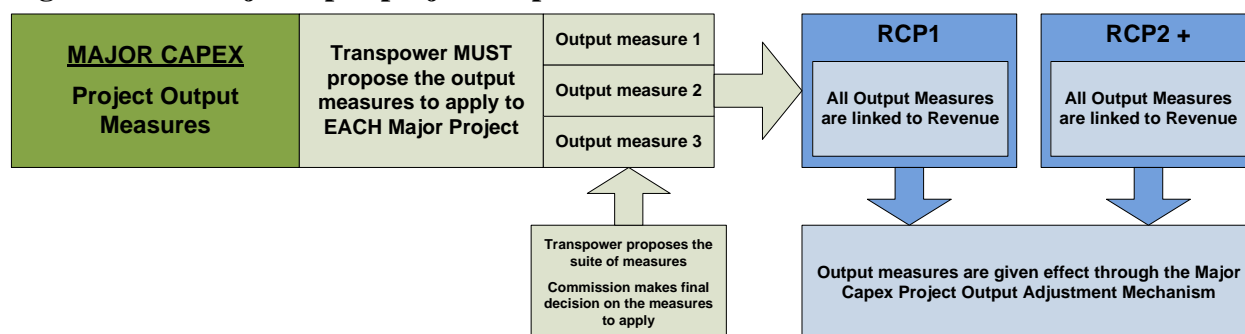 MAJOR CAPEX
Project Output
Measures
Transpower MUST
propose the output
measures to apply to
EACH Major Project
Output measure 1
Output measure 2
Output measure 3
Transpower proposes the
suite of measures
Commission makes final
decision on the measures
to apply
RCP1
All Output Measures
are linked to Revenue
RCP2 +
All Output Measures
are linked to Revenue
Output measures are given effect through the Major
Capex Project Output Adjustment Mechanism